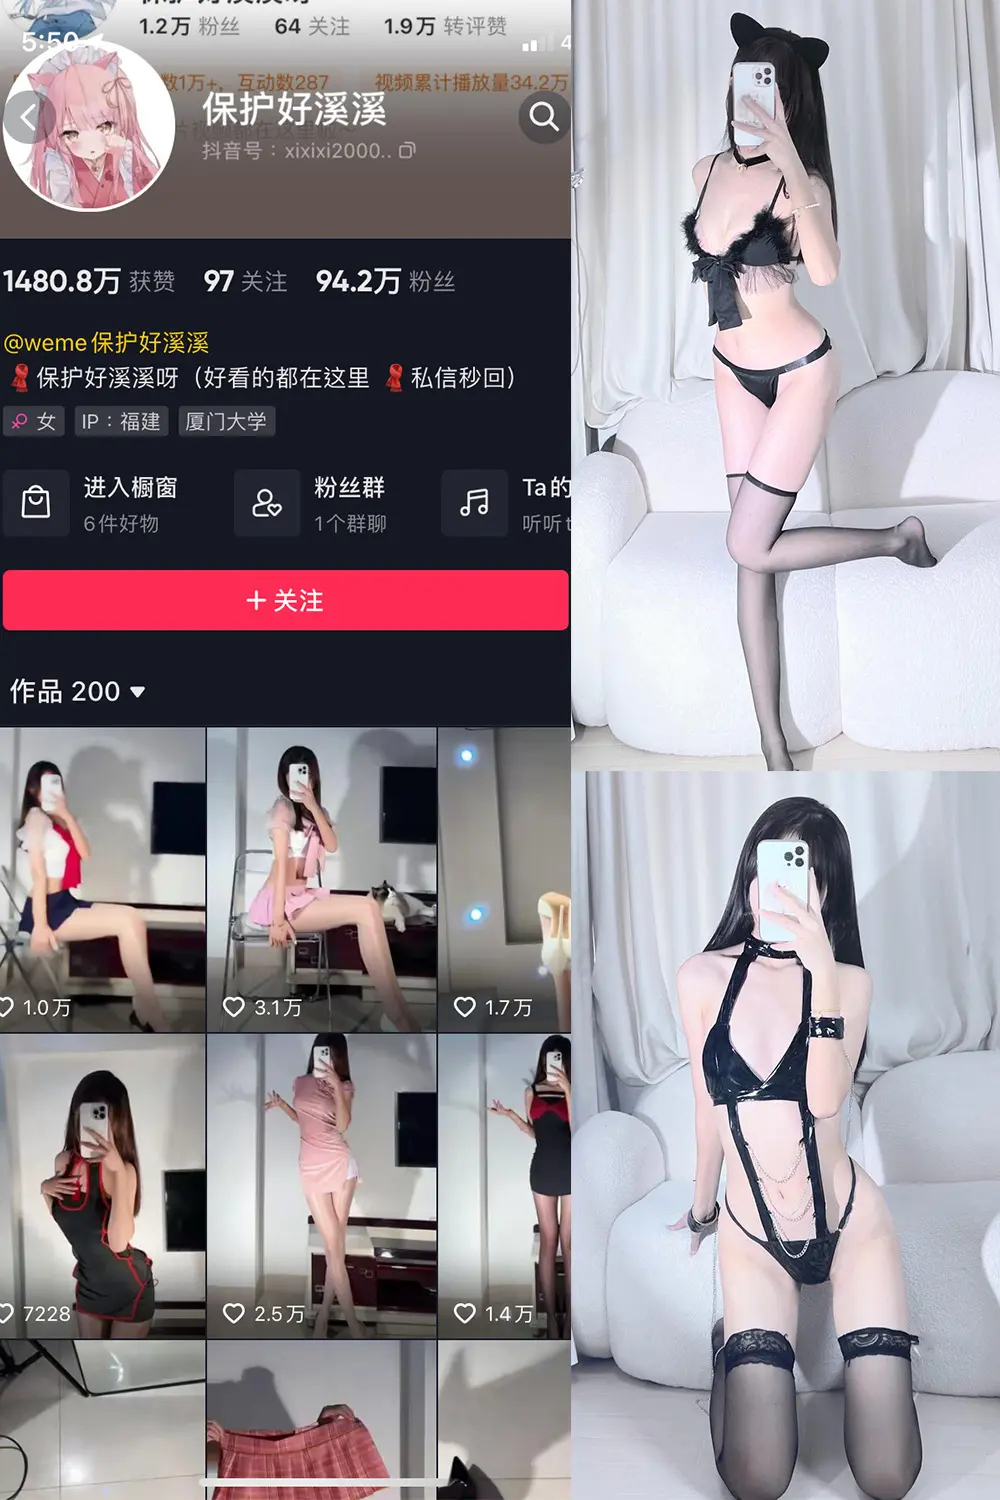 5:50
4
1.2万 粉丝 64 关注 1.9万 转评赞
数1万+，互动数287 视频累计播放量34.2万
保护好溪溪
抖音号：xixixi2000..
1480.8万 获赞 97 关注 94.2万 粉丝
@weme保护好溪溪
保护好溪溪呀（好看的都在这里 私信秒回）
女 IP：福建 厦门大学
进入橱窗
6件好物
粉丝群
1个群聊
Ta的
听听
+ 关注
作品 200
1.0万
3.1万
1.7万
7228
2.5万
1.4万